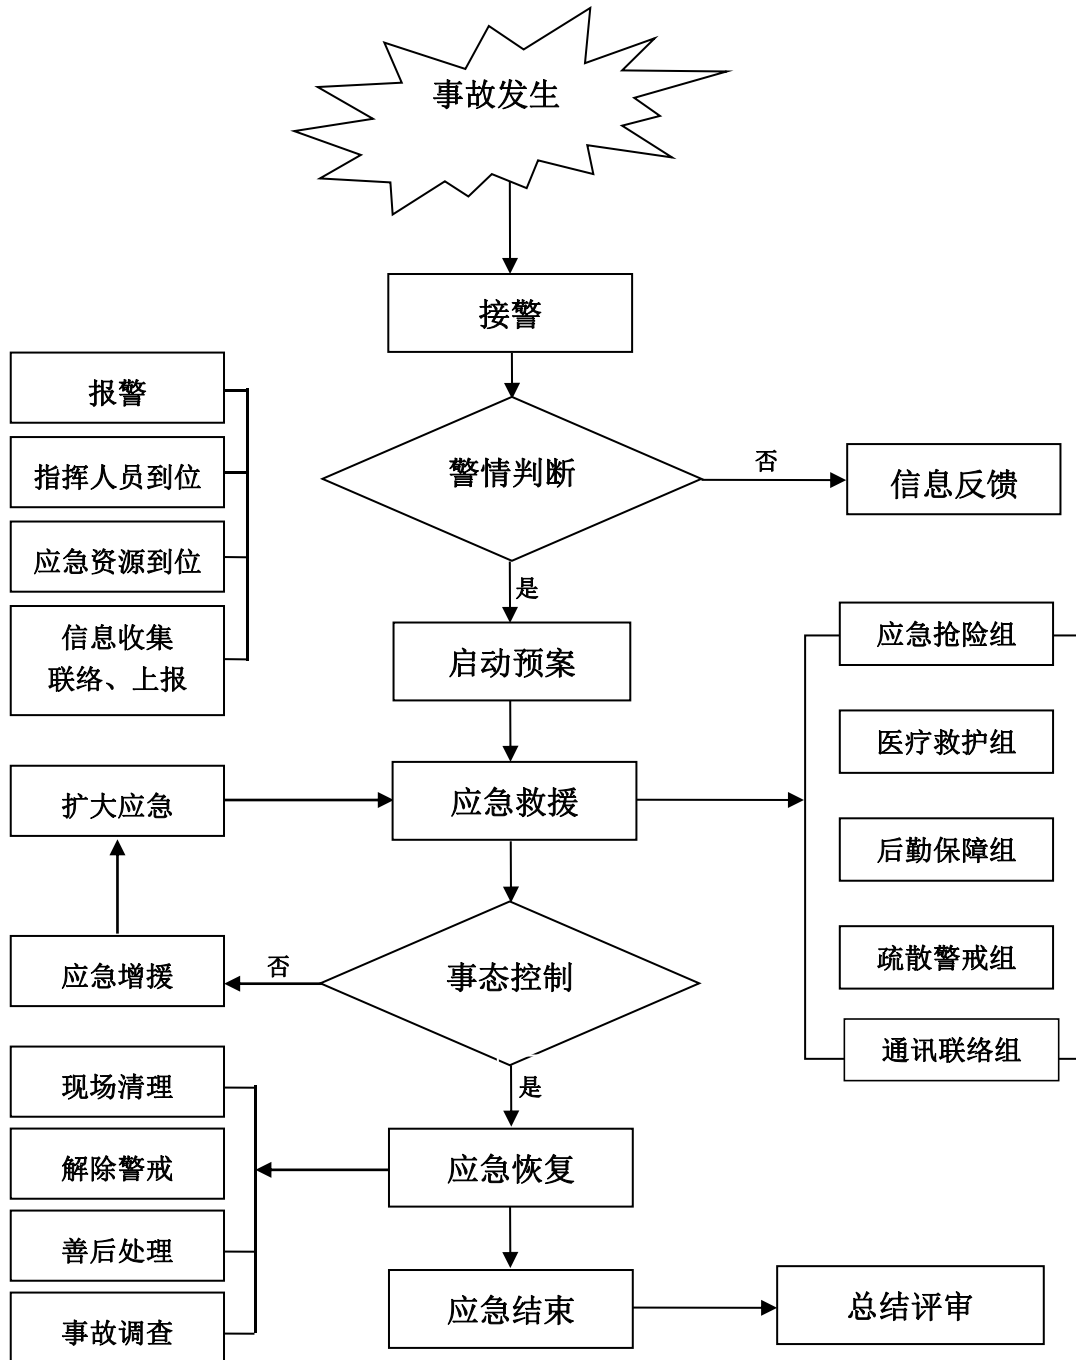 事故发生
接警
报警
指挥人员到位
应急资源到位
信息收集
联络、上报
警情判断
否
信息反馈
是
启动预案
应急抢险组
医疗救护组
后勤保障组
疏散警戒组
通讯联络组
扩大应急
应急救援
应急增援
否
事态控制
是
现场清理
解除警戒
善后处理
事故调查
应急恢复
应急结束
总结评审